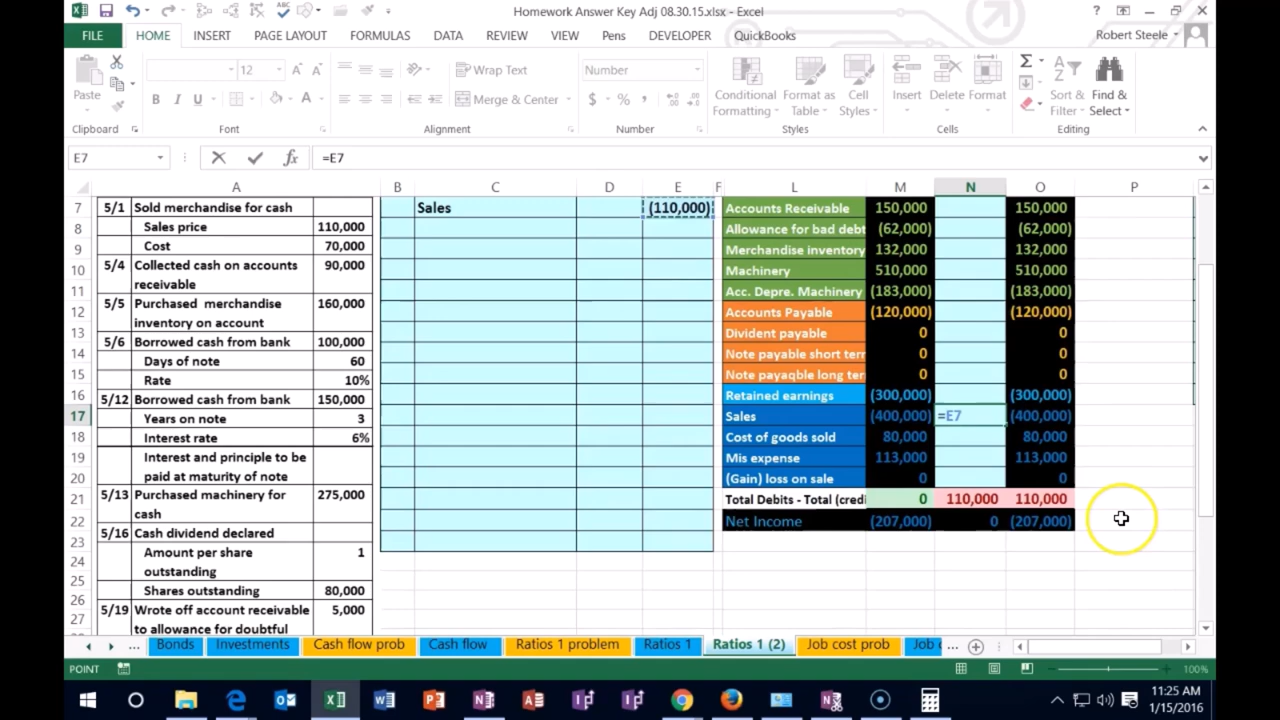 Homework Answer Key Adj 08.30.15.xlsx - Excel
FILE HOME INSERT PAGE LAYOUT FORMULAS DATA REVIEW VIEW Pens DEVELOPER QuickBooks Robert Steele
Paste
12
Wrap Text
Merge & Center
Number
$ %
Conditional Formatting
Format as Table
Cell Styles
Insert
Delete
Format
Sort & Filter
Find & Select
Clipboard Font Alignment Number Styles Cells Editing
E7 fx =E7
A B C D E F L M N O P
7 5/1 Sold merchandise for cash Sales (110,000) Accounts Receivable 150,000 150,000
8 Sales price 110,000 Allowance for bad debt (62,000) (62,000)
9 Cost 70,000 Merchandise inventory 132,000 132,000
10 5/4 Collected cash on accounts 90,000 Machinery 510,000 510,000
receivable
11 Acc. Depre. Machinery (183,000) (183,000)
12 5/5 Purchased merchandise 160,000 Accounts Payable (120,000) (120,000)
inventory on account
13 5/6 Borrowed cash from bank 100,000 Divident payable 0 0
14 Days of note 60 Note payable short terr 0 0
15 Rate 10% Note payaqble long ter 0 0
16 5/12 Borrowed cash from bank 150,000 Retained earnings (300,000) (300,000)
17 Years on note 3 Sales (400,000) =E7 (400,000)
18 Interest rate 6% Cost of goods sold 80,000 80,000
19 Interest and principle to be Mis expense 113,000 113,000
20 paid at maturity of note (Gain) loss on sale 0 0
21 5/13 Purchased machinery for 275,000 Total Debits - Total (credi 0 110,000 110,000
cash
22 5/16 Cash dividend declared Net Income (207,000) 0 (207,000)
23 Amount per share 1
24 outstanding
25
26 Shares outstanding 80,000
27 5/19 Wrote off account receivable 5,000
to allowance for doubtful
... Bonds Investments Cash flow prob Cash flow Ratios 1 problem Ratios 1 Ratios 1 (2) Job cost prob Job c ...
POINT 100%
11:25 AM
1/15/2016